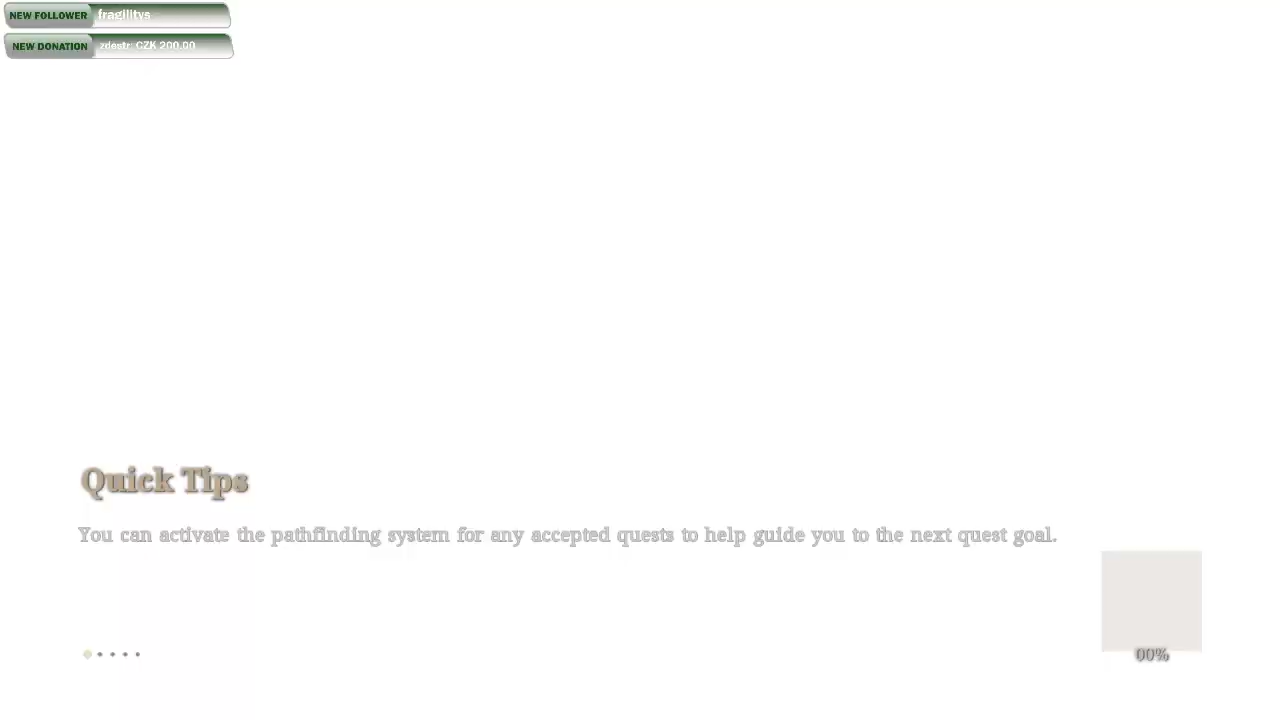 NEW FOLLOWER fragilitys
NEW DONATION zdestr: CZK 200.00
Quick Tips
You can activate the pathfinding system for any accepted quests to help guide you to the next quest goal.
00%